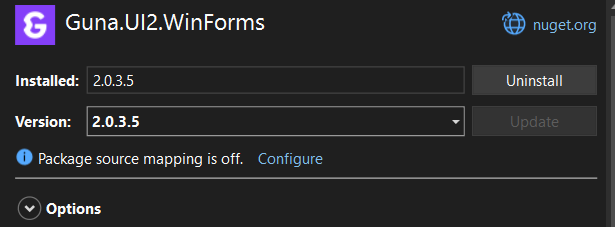 Guna.UI2.WinForms
nuget.org
Installed: 2.0.3.5 Uninstall
Version: 2.0.3.5 Update
Package source mapping is off. Configure
Options